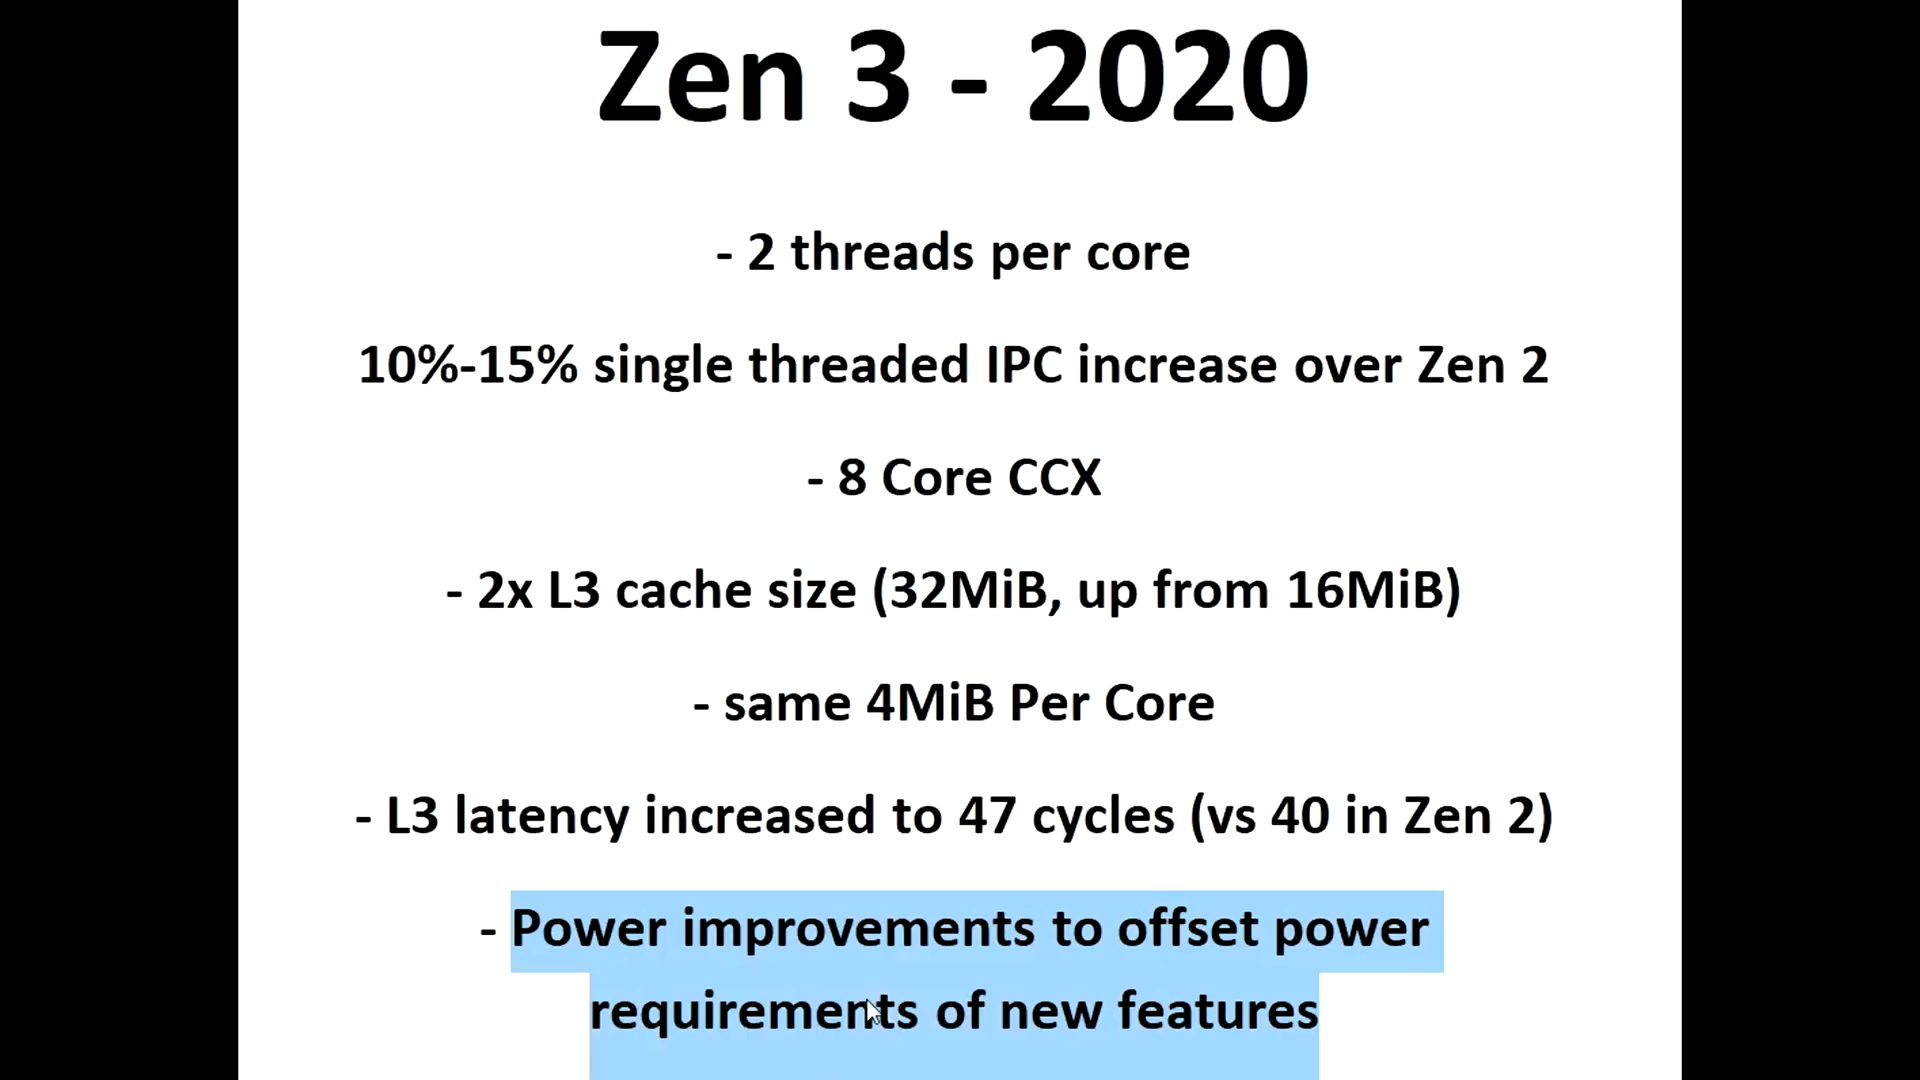 Zen 3 - 2020
- 2 threads per core
10%-15% single threaded IPC increase over Zen 2
- 8 Core CCX
- 2x L3 cache size (32MiB, up from 16MiB)
- same 4MiB Per Core
- L3 latency increased to 47 cycles (vs 40 in Zen 2)
- Power improvements to offset power
requirements of new features